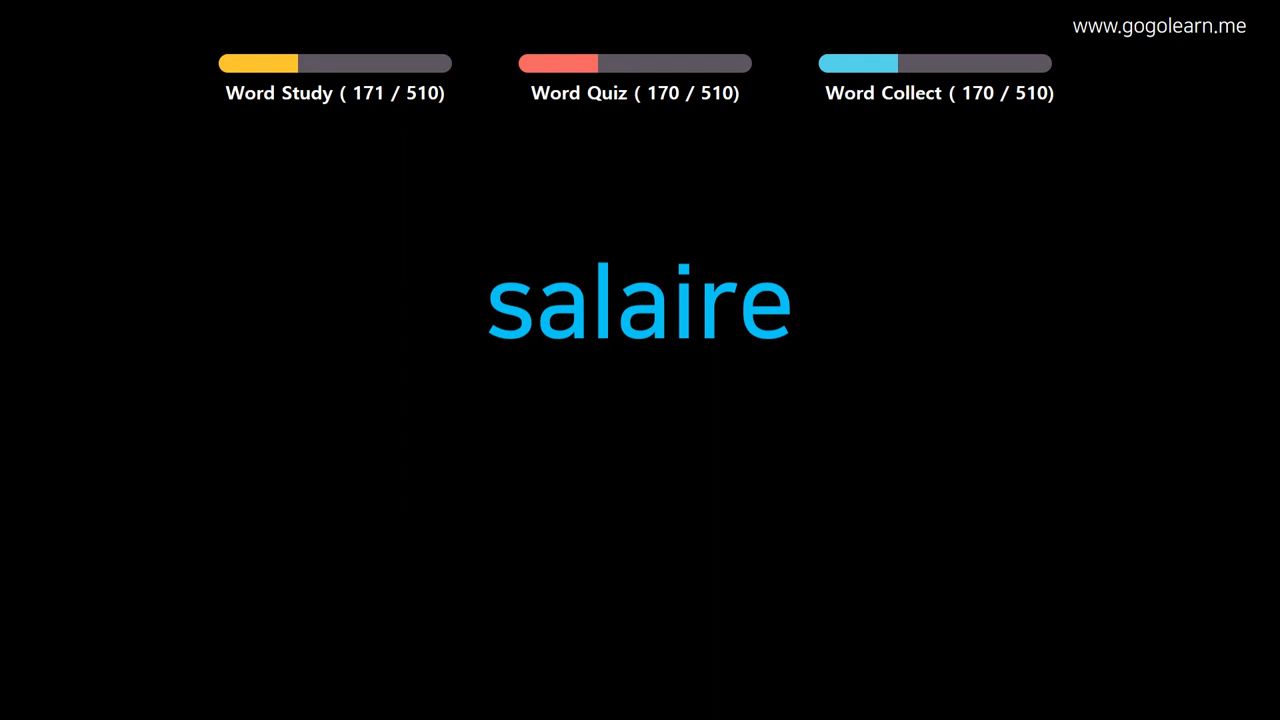 www.gogolearn.me
Word Study ( 171 / 510)
Word Quiz ( 170 / 510)
Word Collect ( 170 / 510)
salaire